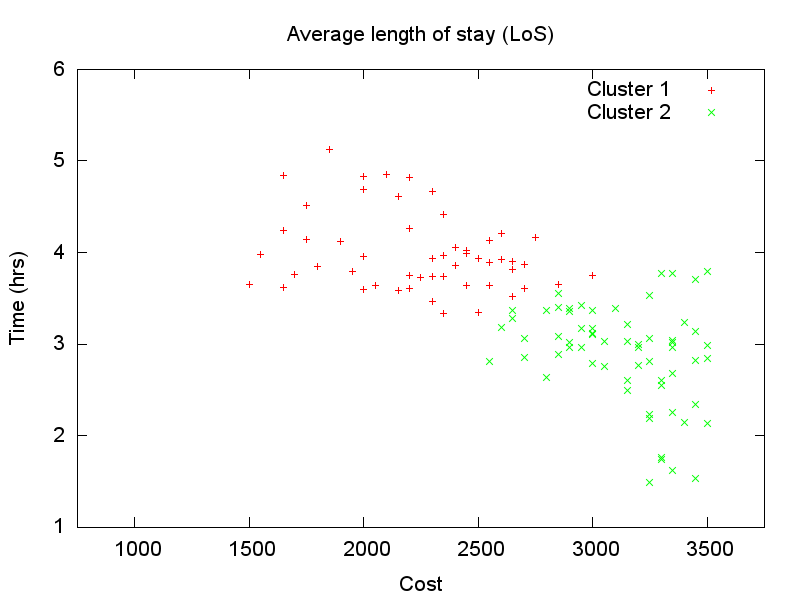 Average length of stay (LoS)
6
Cluster 1
Cluster 2
5
4
Time (hrs)
3
2
1
1000 1500 2000 2500 3000 3500
Cost